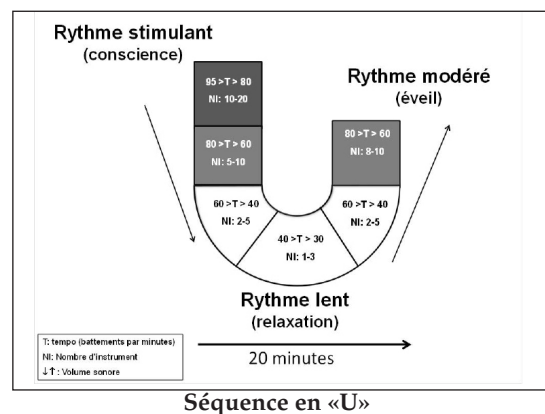 Rythme stimulant
(conscience)
95 >T > 80
NI: 10-20
80 >T > 60
NI: 5-10
60 >T > 40
NI: 2-5
40 >T > 30
NI: 1-3
60 >T > 40
NI: 2-5
80 >T > 60
NI: 8-10
Rythme modéré
(éveil)
Rythme lent
(relaxation)
20 minutes
T: tempo (battements par minutes)
NI: Nombre d'instrument
↓↑ : Volume sonore
Séquence en «U»